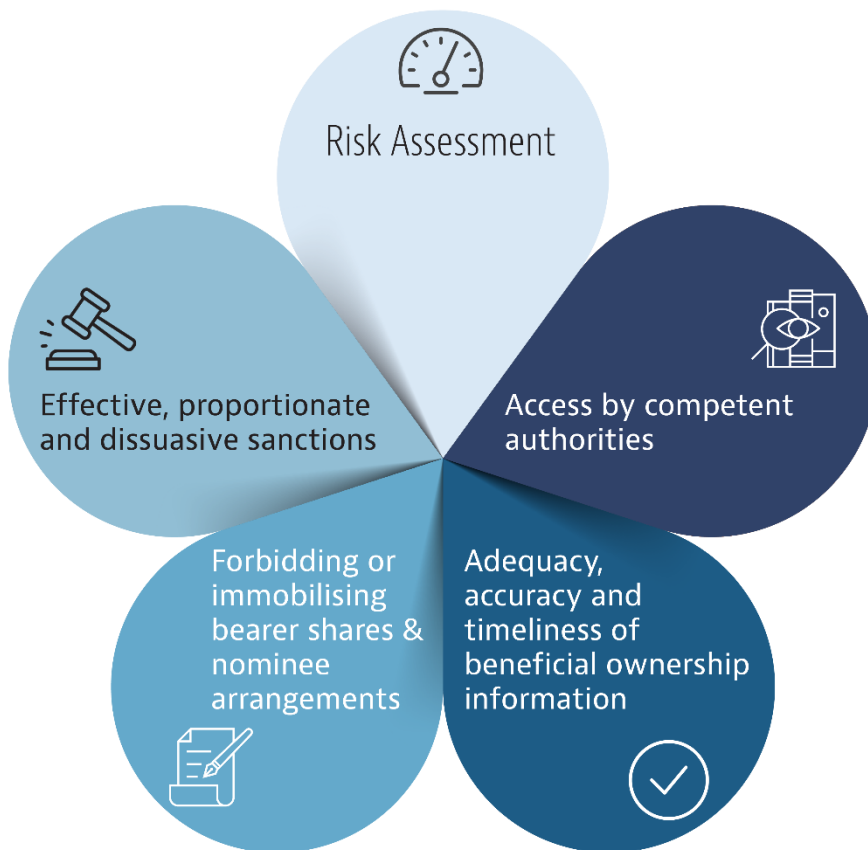 Risk Assessment
Access by competent
authorities
Adequacy,
accuracy and
timeliness of
beneficial ownership
information
Forbidding or
immobilising
bearer shares &
nominee
arrangements
Effective, proportionate
and dissuasive sanctions